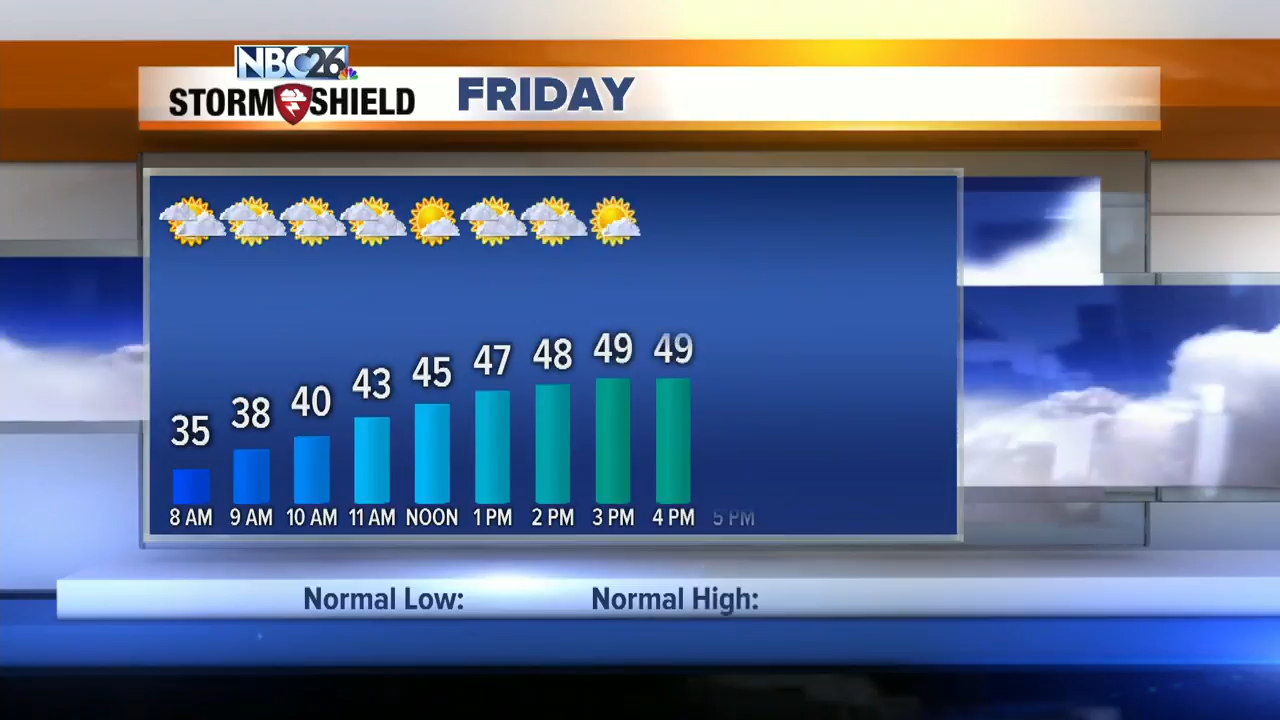 NBC26
STORM SHIELD
FRIDAY
35 38 40 43 45 47 48 49 49
8 AM 9 AM 10 AM 11 AM NOON 1 PM 2 PM 3 PM 4 PM 5 PM
Normal Low: Normal High: